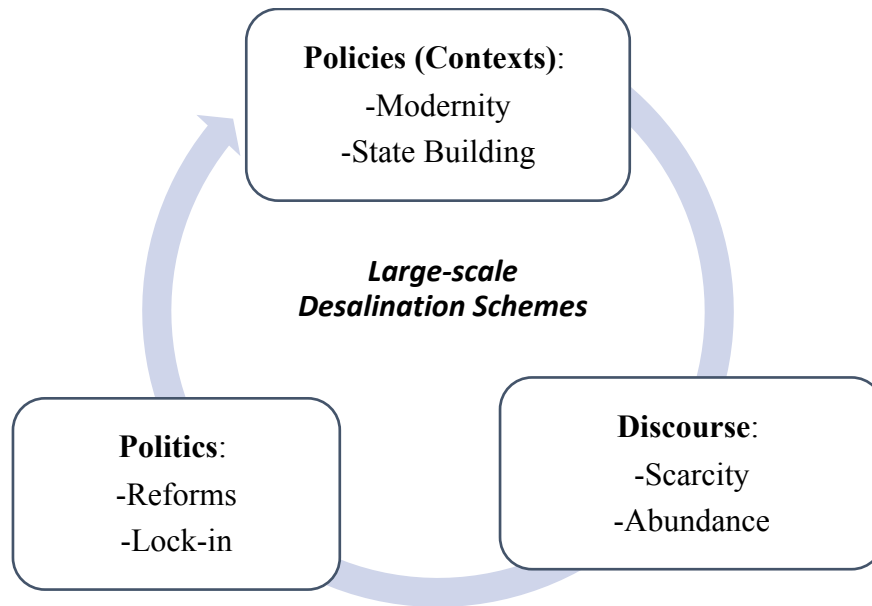 Policies (Contexts):
-Modernity
-State Building
Large-scale
Desalination Schemes
Discourse:
-Scarcity
-Abundance
Politics:
-Reforms
-Lock-in